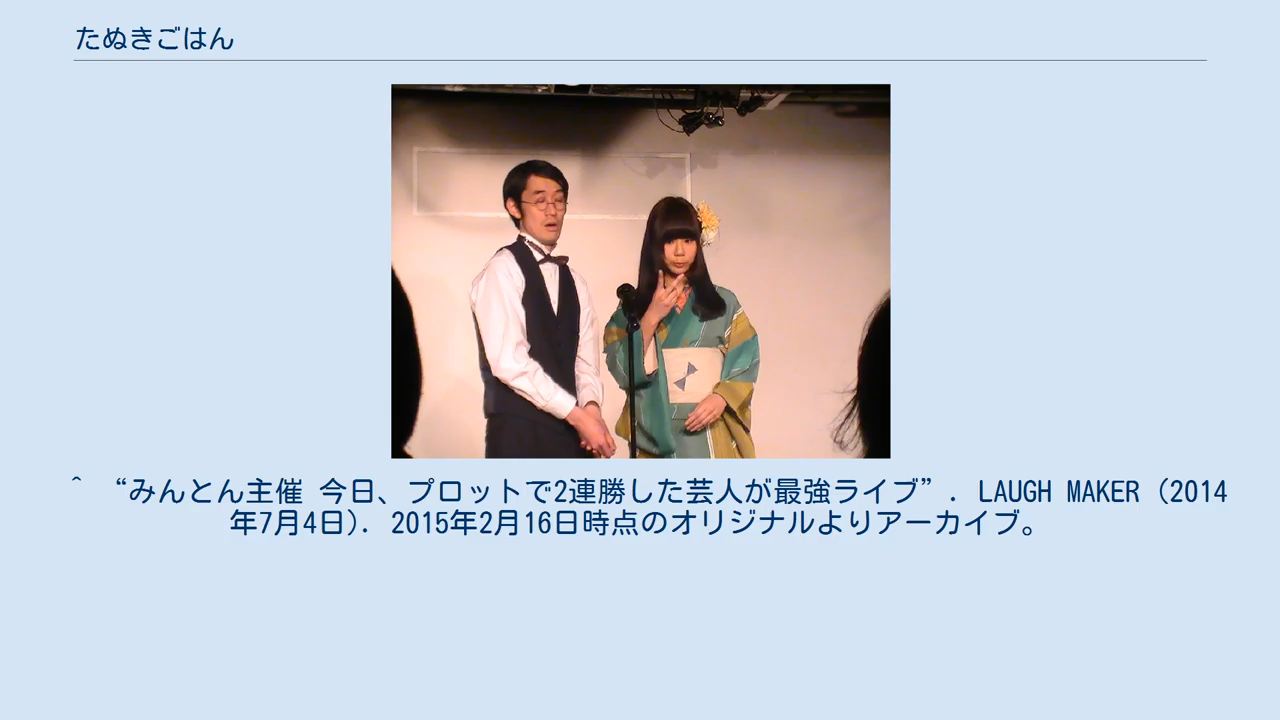 たぬきごはん
^ “みんとん主催 今日、プロットで2連勝した芸人が最強ライブ”. LAUGH MAKER (2014
年7月4日). 2015年2月16日時点のオリジナルよりアーカイブ。